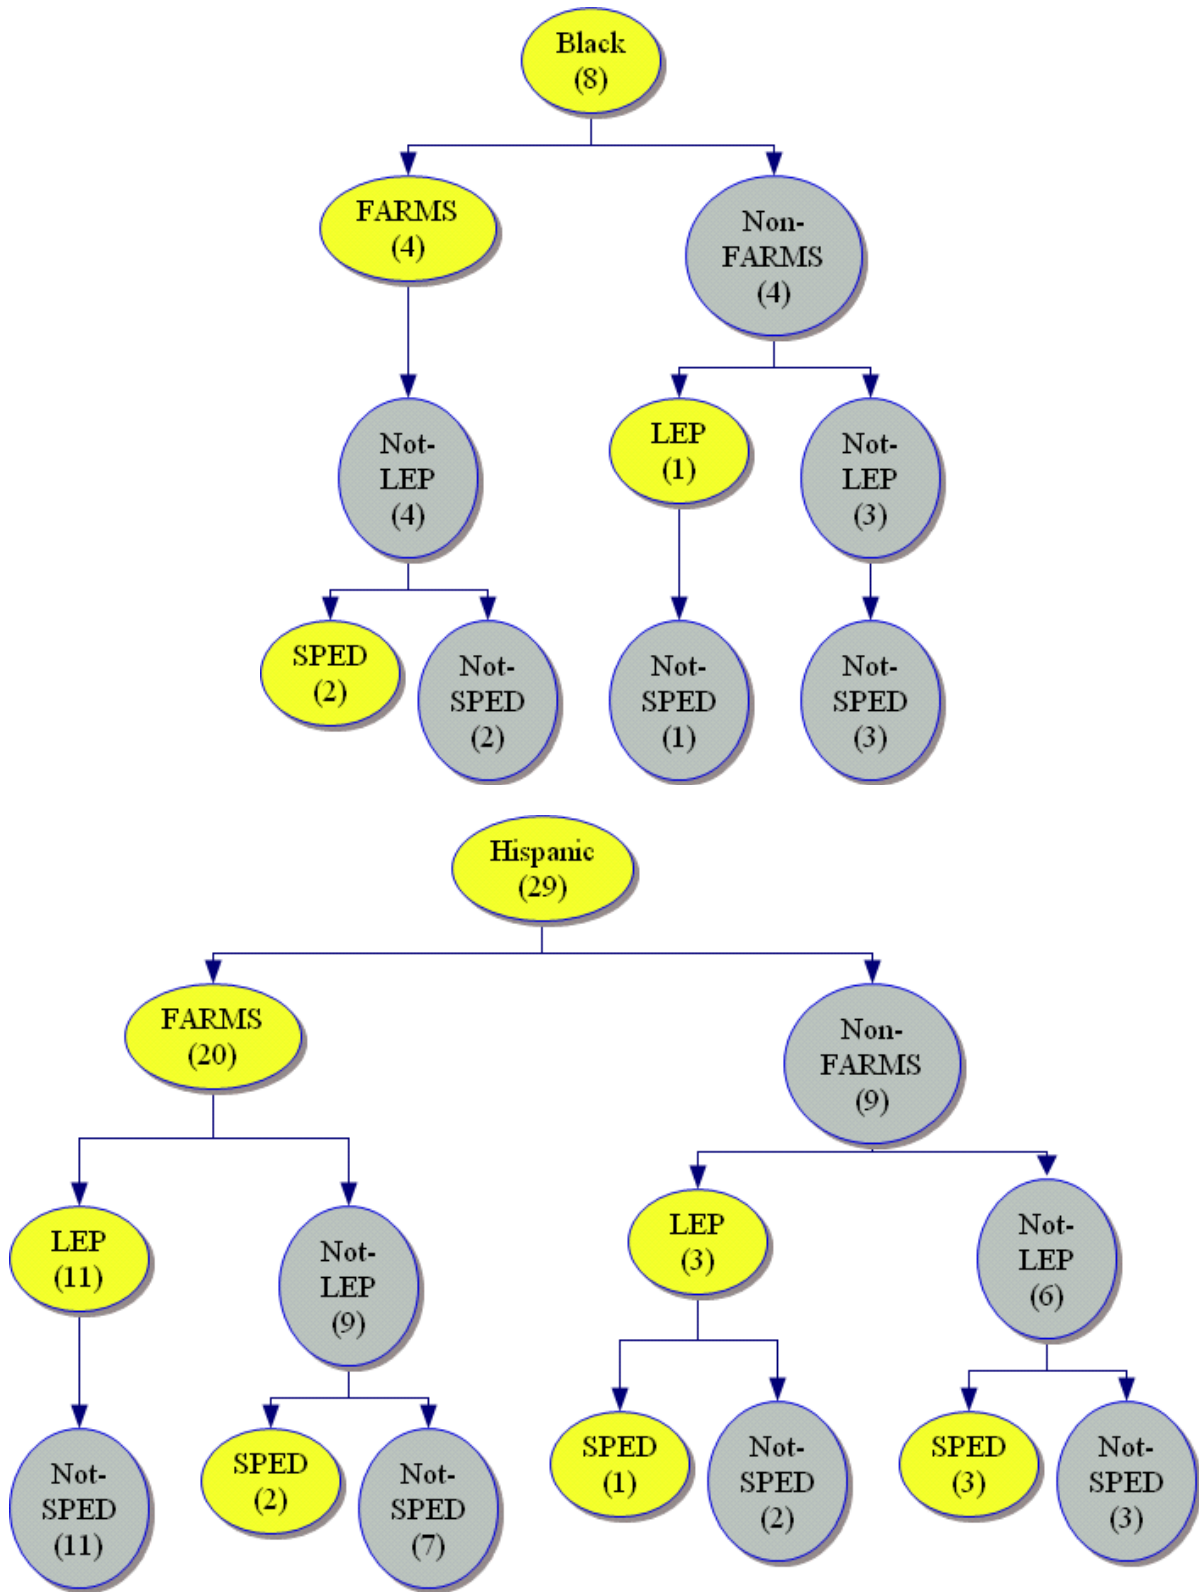 Black
(8)
FARMS
(4)
Non-
FARMS
(4)
Not-
LEP
(4)
LEP
(1)
Not-
LEP
(3)
SPED
(2)
Not-
SPED
(2)
Not-
SPED
(1)
Not-
SPED
(3)
Hispanic
(29)
FARMS
(20)
Non-
FARMS
(9)
LEP
(11)
Not-
LEP
(9)
LEP
(3)
Not-
LEP
(6)
Not-
SPED
(11)
SPED
(2)
Not-
SPED
(7)
SPED
(1)
Not-
SPED
(2)
SPED
(3)
Not-
SPED
(3)